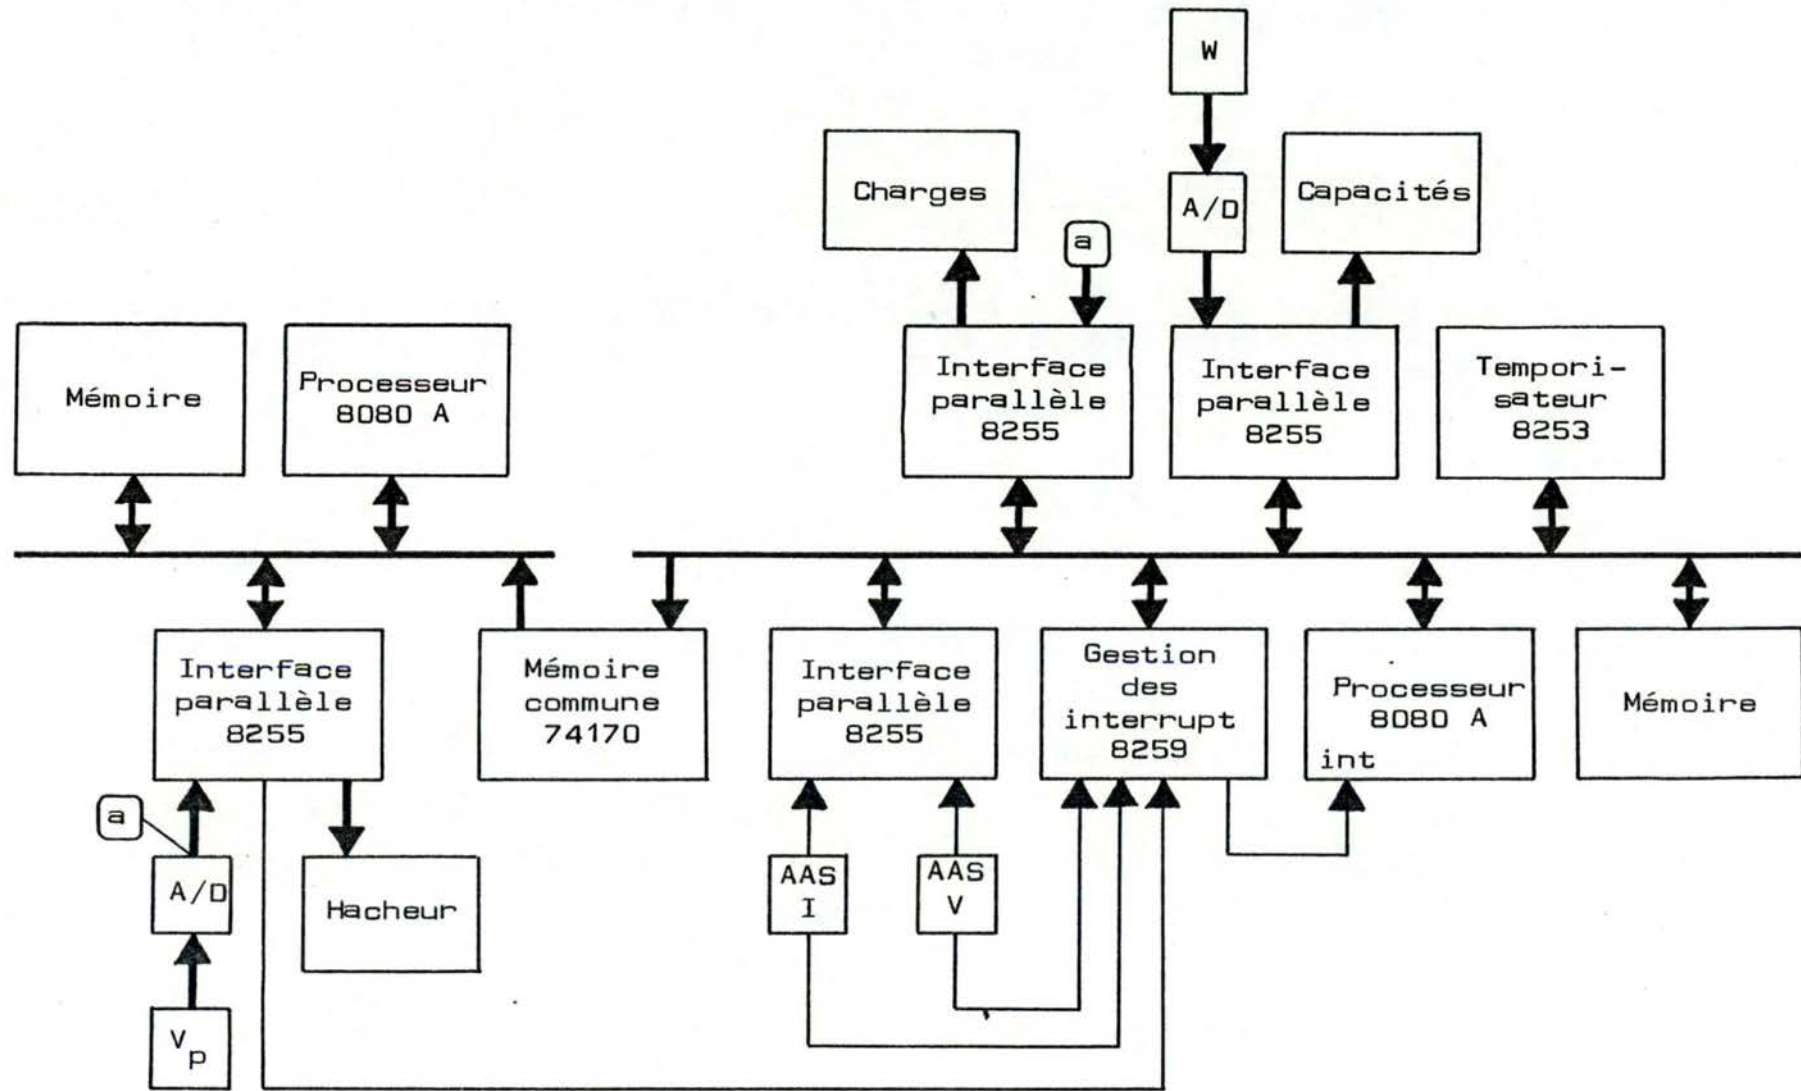 W
Charges
A/D
Capacités
a
Mémoire
Processeur
8080 A
Interface
parallèle
8255
Interface
parallèle
8255
Tempori-
sateur
8253
Interface
parallèle
8255
Mémoire
commune
74170
Interface
parallèle
8255
Gestion
des
interrupt
8259
Processeur
8080 A
int
Mémoire
a
A/D
Hacheur
AAS
I
AAS
V
Vp